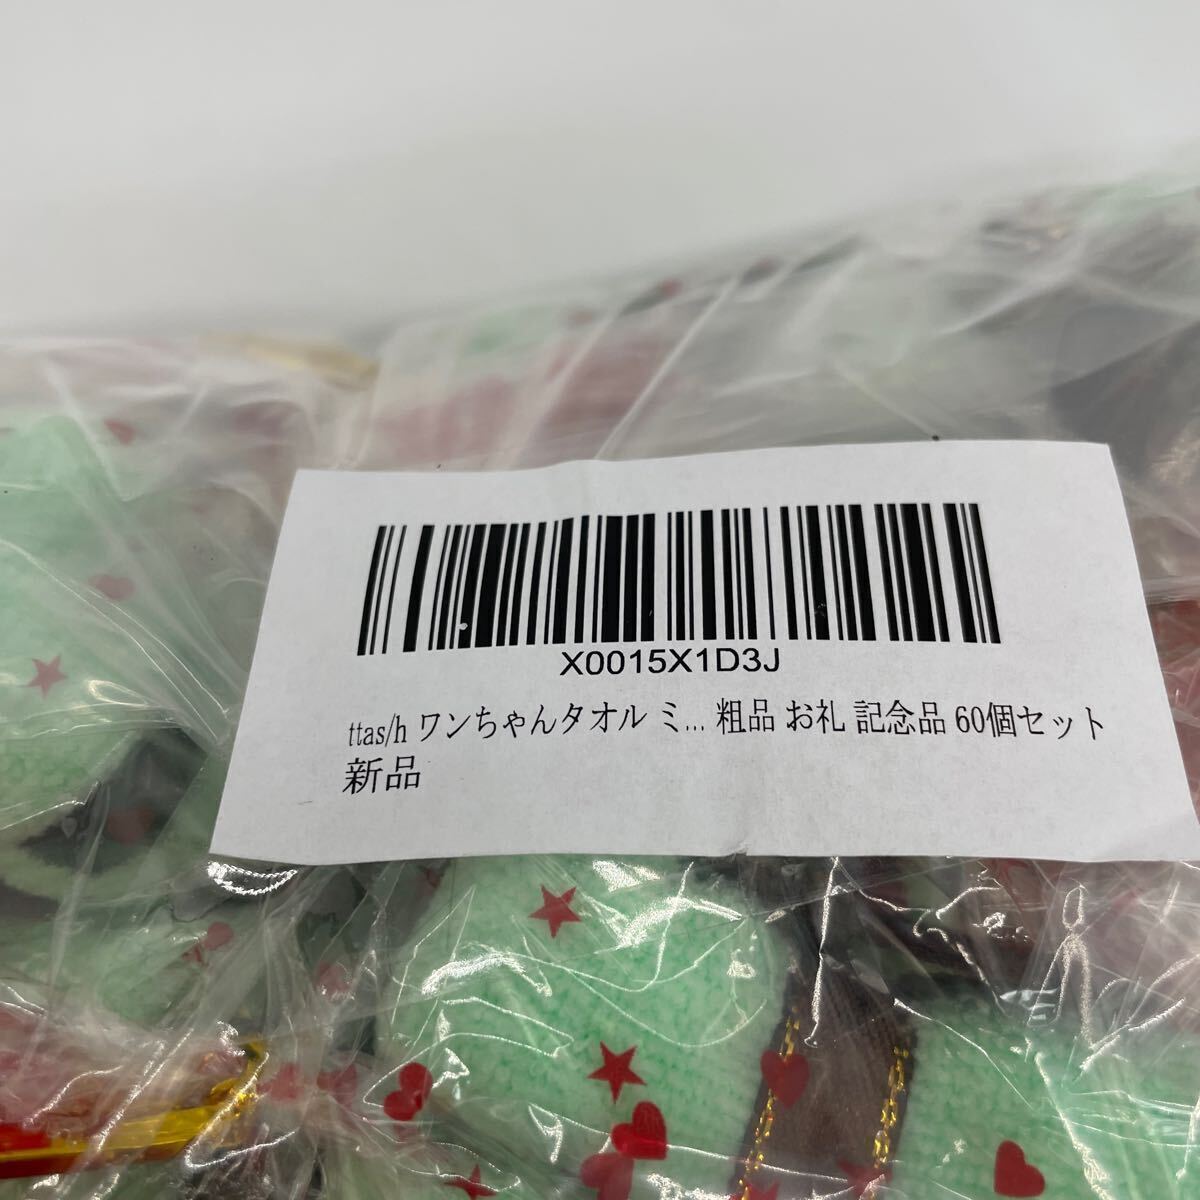 X0015X1D3J
ttas/h ワンちゃんタオル ミ... 粗品 お礼 記念品 60個セット
新品